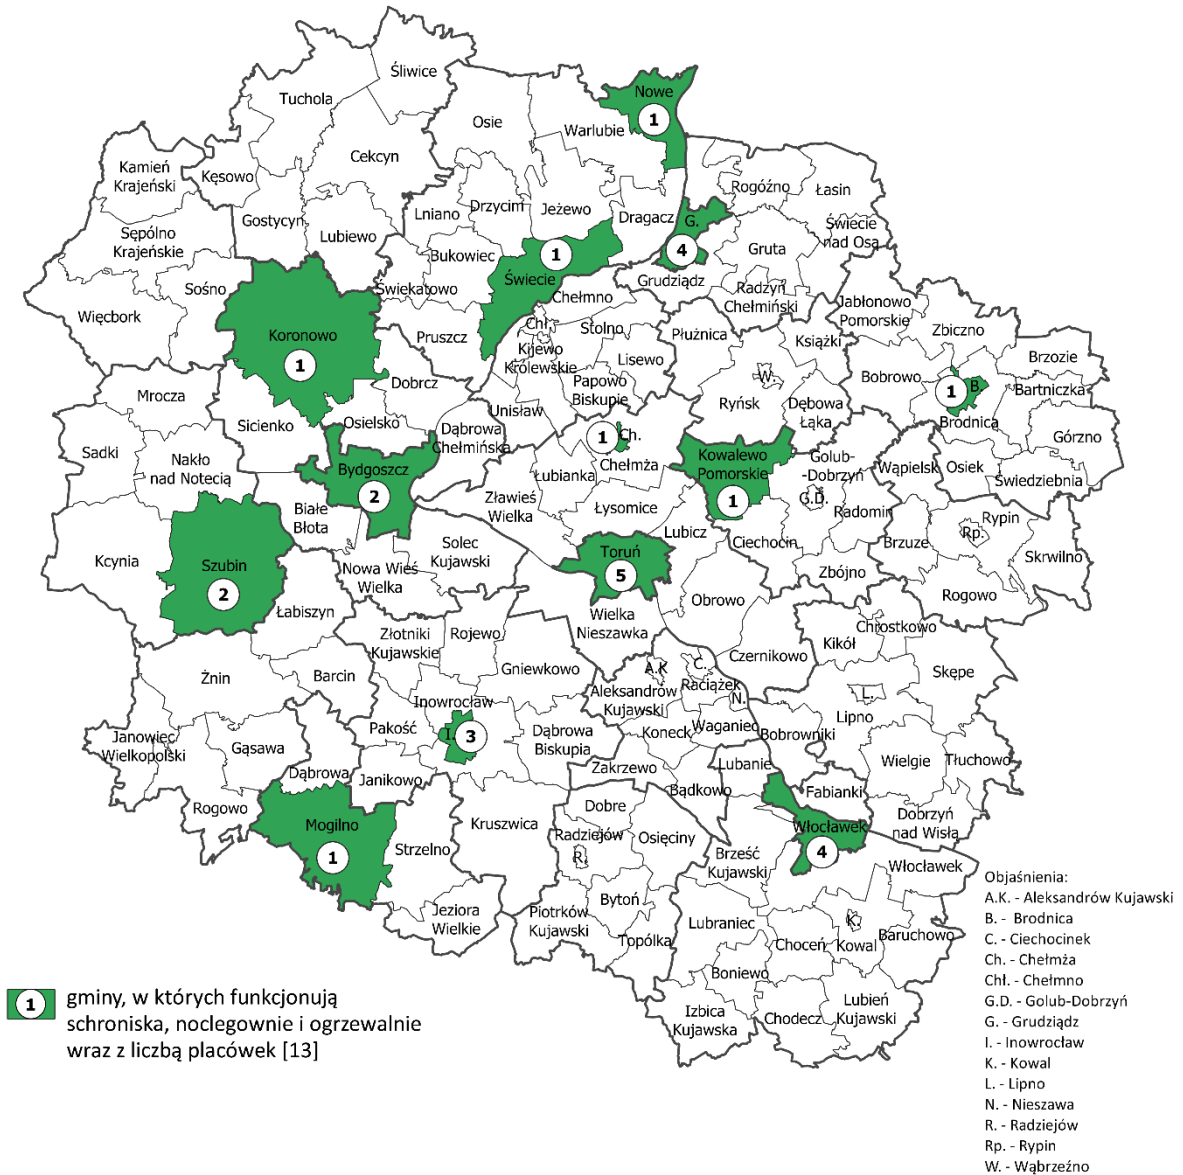 Śliwice
Tuchola
Nowe
1
Osie
Warlubie
Cekcyn
Kamień
Krajeński
Kęsowo
Rogóźno
Łasin
Gostycyn
Lniano
Drzycim
Jeżewo
Dragacz
G.
4
Świecie
nad Osą
Sępólno
Krajeńskie
Lubiewo
Bukowiec
1
Gruta
Sośno
Świekatowo
Świecie
Grudziądz
Radzyń
Chełmiński
Chełmno
Jabłonowo
Pomorskie
Więcbork
Koronowo
1
Pruszcz
Chł.
Stolno
Płużnica
Książki
Zbiczno
Kijewo
Królewskie
Lisewo
Brzozie
Mrocza
Dobrcz
Papowo
Biskupie
W.
Bobrowo
1
B.
Bartniczka
Unisław
Ryńsk
Dębowa
Łąka
Brodnica
Sicienko
Osielsko
Dąbrowa
Chełmińska
1
Ch.
Górzno
Sadki
Nakło
nad Notecią
Bydgoszcz
2
Chełmża
Kowalewo
Pomorskie
1
Golub-
-Dobrzyń
Wąpielsk
Osiek
Świedziebnia
Łubianka
G.D.
Białe
Błota
Zławieś
Wielka
Łysomice
Radomin
Rypin
Rp.
Lubicz
Ciechocin
Brzuze
Skrwilno
Kcynia
Szubin
2
Nowa Wieś
Wielka
Solec
Kujawski
Toruń
5
Zbójno
Rogowo
Łabiszyn
Obrowo
Wielka
Nieszawka
Złotniki
Kujawskie
Rojewo
Chrostkowo
Kikół
Czernikowo
Żnin
Barcin
Gniewkowo
A.K
C.
Raciążek
N.
Skępe
Inowrocław
Aleksandrów
Kujawski
L.
Lipno
I.
3
Pakość
Dąbrowa
Biskupia
Koneck
Waganiec
Bobrowniki
Janowiec
Wielkopolski
Gąsawa
Wielgie
Tłuchowo
Dąbrowa
Janikowo
Zakrzewo
Bądkowo
Lubanie
Fabianki
Rogowo
Mogilno
1
Kruszwica
Dobre
Dobrzyń
nad Wisłą
Radziejów
R.
Osięciny
Włocławek
4
Strzelno
Brześć
Kujawski
Włocławek
Jeziora
Wielkie
Piotrków
Kujawski
Bytoń
Lubraniec
K.
Kowal
Baruchowo
Topólka
Choceń
Boniewo
Izbica
Kujawska
Chodecz
Lubień
Kujawski
1
gminy, w których funkcjonują
schroniska, noclegownie i ogrzewalnie
wraz z liczbą placówek [13]
Objaśnienia:
A.K. - Aleksandrów Kujawski
B. - Brodnica
C. - Ciechocinek
Ch. - Chełmża
Chł. - Chełmno
G.D. - Golub-Dobrzyń
G. - Grudziądz
I. - Inowrocław
K. - Kowal
L. - Lipno
N. - Nieszawa
R. - Radziejów
Rp. - Rypin
W. - Wąbrzeźno